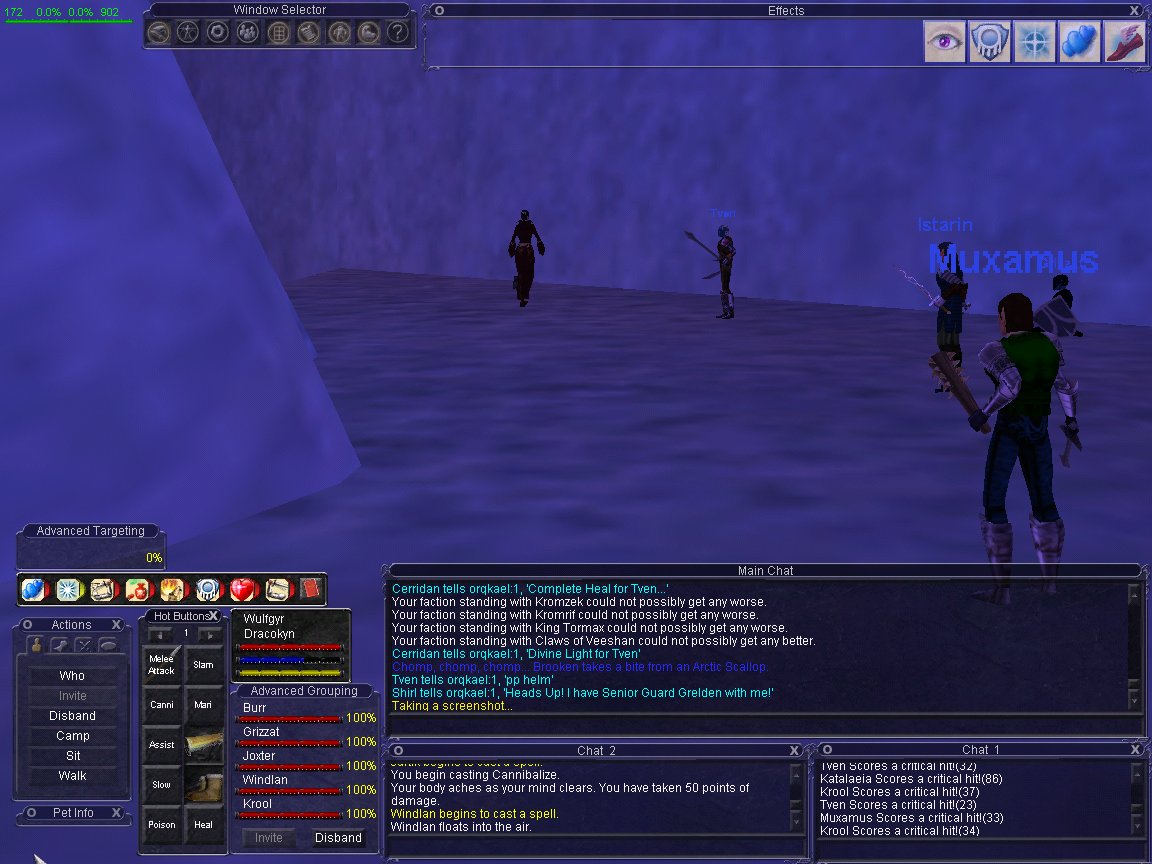 172 0.0% 0.0% 902
Window Selector
Effects
X
Tven
Istarin
Muxamus
Advanced Targeting
0%
Actions X
Who
Invite
Disband
Camp
Sit
Walk
Pet Info X
Hot Buttons X
1
Melee Attack
Slam
Canni
Mari
Assist
Slow
Poison
Heal
Wulfgyr
Dracokyn
Advanced Grouping
Burr
100%
Grizzat
100%
Joxter
100%
Windlan
100%
Krool
100%
Invite
Disband
Main Chat
Cerridan tells orqkael:1, 'Complete Heal for Tven...'
Your faction standing with Kromzek could not possibly get any worse.
Your faction standing with Kromrif could not possibly get any worse.
Your faction standing with King Tormax could not possibly get any worse.
Your faction standing with Claws of Veeshan could not possibly get any better.
Cerridan tells orqkael:1, 'Divine Light for Tven'
Chomp, chomp, chomp... Brooken takes a bite from an Arctic Scallop.
Tven tells orqkael:1, 'pp helm'
Shirl tells orqkael:1, 'Heads Up! I have Senior Guard Grelden with me!'
Taking a screenshot...
Chat 2
X
begins to cast a spell.
You begin casting Cannibalize.
Your body aches as your mind clears. You have taken 50 points of
damage.
Windlan begins to cast a spell.
Windlan floats into the air.
Chat 1
X
Tven Scores a critical hit!(32)
Katalaeia Scores a critical hit!(86)
Krool Scores a critical hit!(37)
Tven Scores a critical hit!(23)
Muxamus Scores a critical hit!(33)
Krool Scores a critical hit!(34)